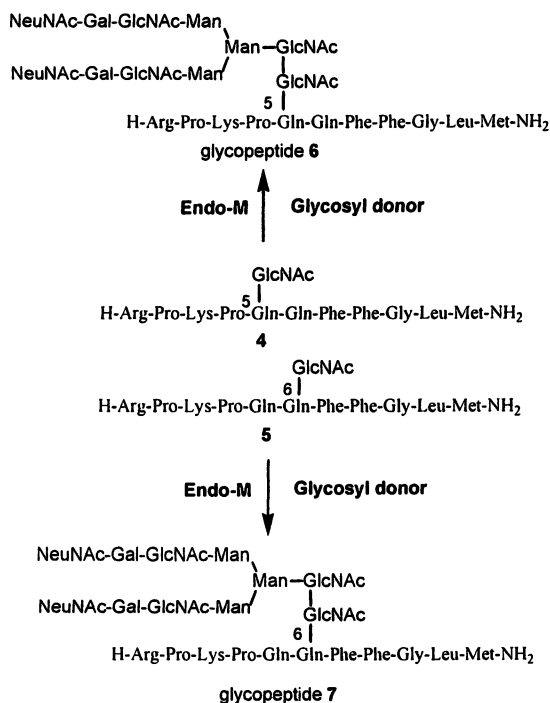 NeuNAc-Gal-GlcNAc-Man
Man-GlcNAc
NeuNAc-Gal-GlcNAc-Man
GlcNAc
5
H-Arg-Pro-Lys-Pro-Gln-Gln-Phe-Phe-Gly-Leu-Met-NH2
glycopeptide 6
Endo-M Glycosyl donor
GlcNAc
5
H-Arg-Pro-Lys-Pro-Gln-Gln-Phe-Phe-Gly-Leu-Met-NH2
4
GlcNAc
6
H-Arg-Pro-Lys-Pro-Gln-Gln-Phe-Phe-Gly-Leu-Met-NH2
5
Endo-M Glycosyl donor
NeuNAc-Gal-GlcNAc-Man
Man-GlcNAc
NeuNAc-Gal-GlcNAc-Man
GlcNAc
6
H-Arg-Pro-Lys-Pro-Gln-Gln-Phe-Phe-Gly-Leu-Met-NH2
glycopeptide 7